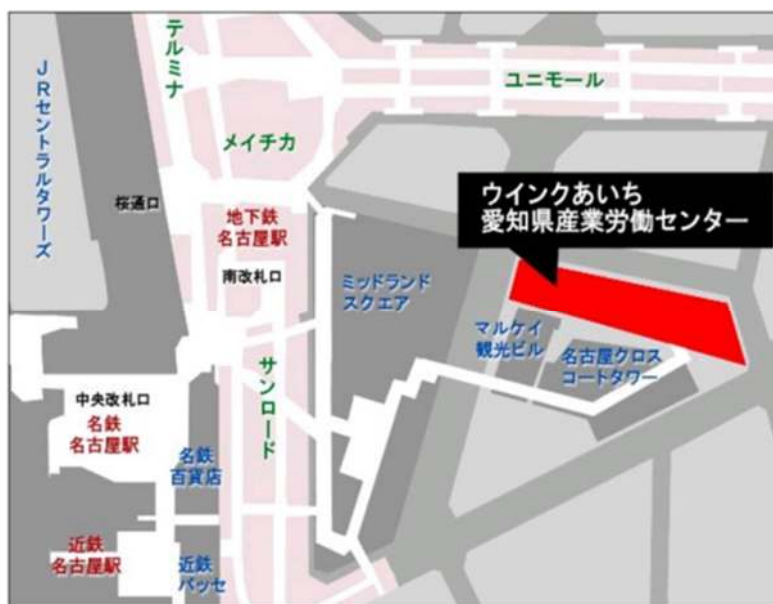 テルミナ
JRセントラルタワーズ
ユニモール
メイチカ
桜通口
地下鉄
名古屋駅
南改札口
ウインクあいち
愛知県産業労働センター
ミッドランド
スクエア
マルケイ
観光ビル
名古屋クロス
コートタワー
サンロード
中央改札口
名鉄
名古屋駅
名鉄
百貨店
近鉄
名古屋駅
近鉄
パッセ